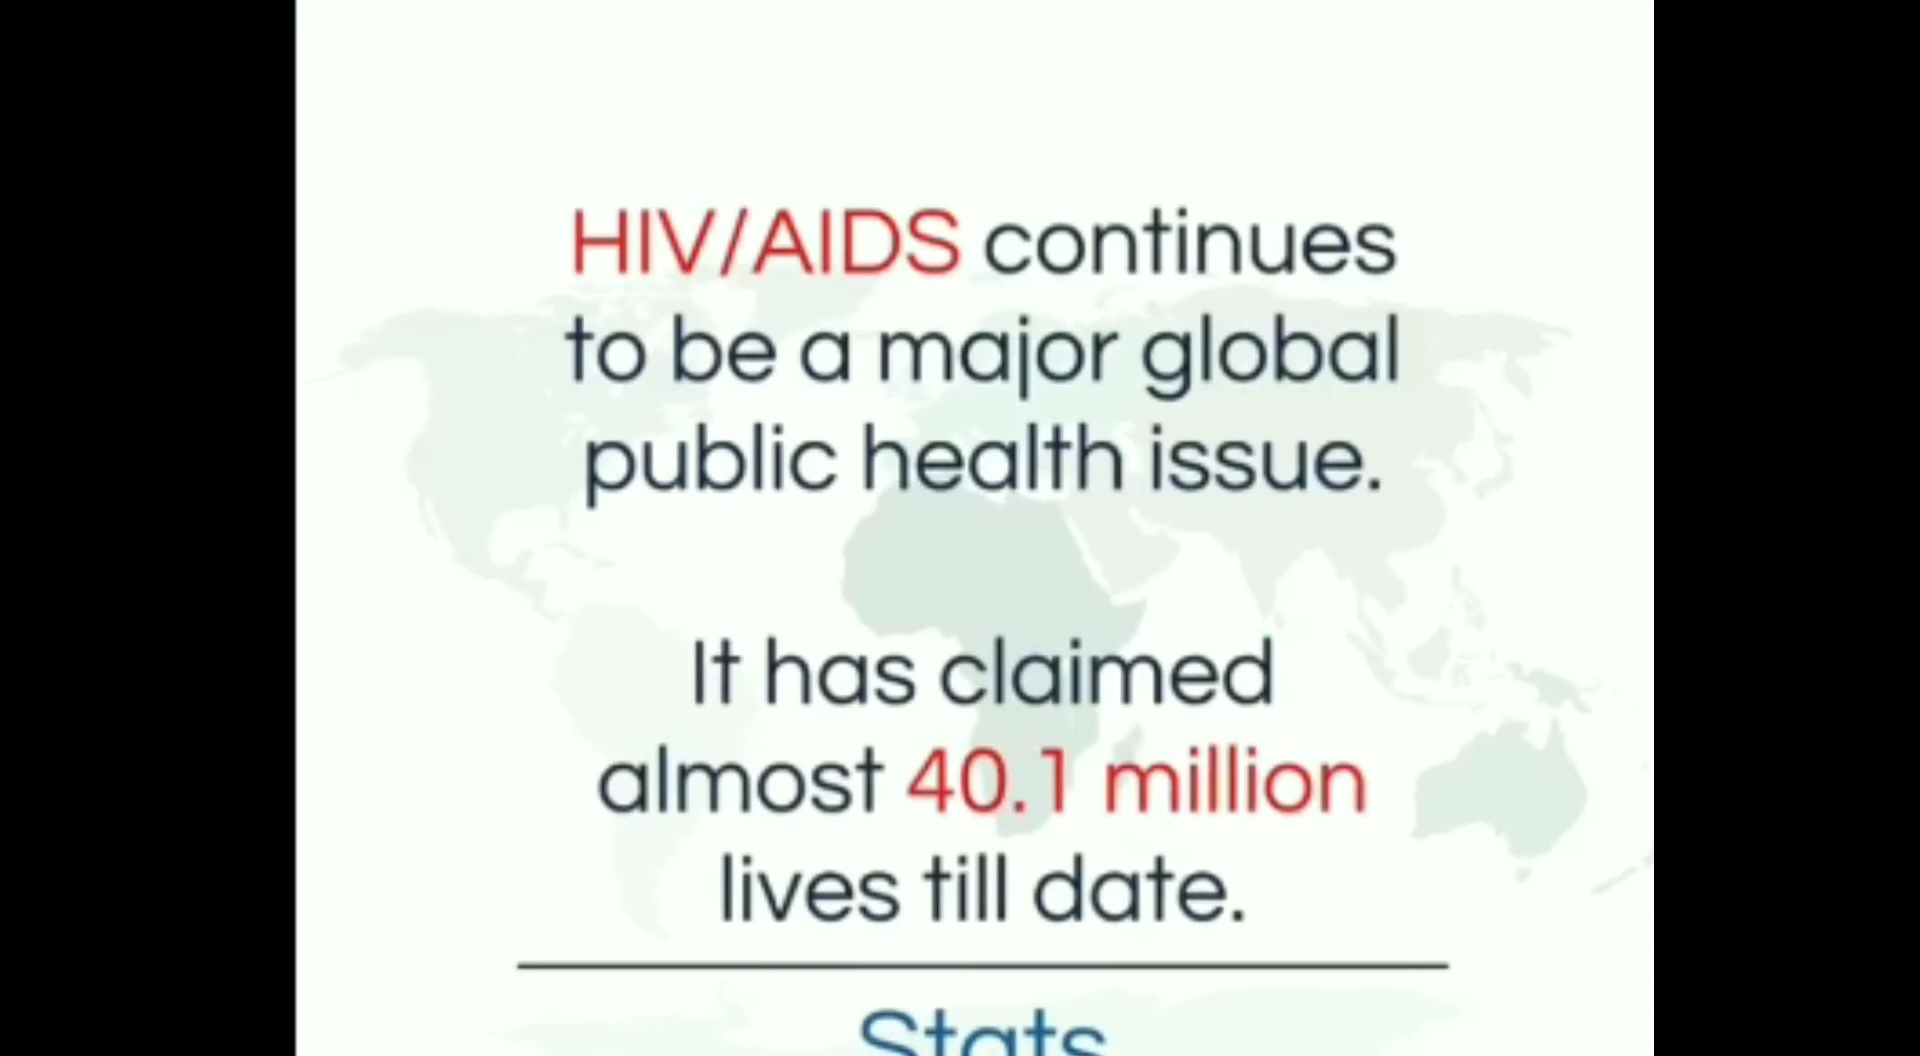 HIV/AIDS continues
to be a major global
public health issue.
It has claimed
almost 40.1 million
lives till date.
Stats